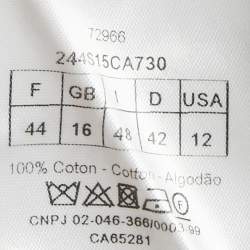 72966
244S15CA730
F GB I D USA
44 16 48 42 12
100% Coton - Cotton - Algodão
CNPJ 02-046-366/0003-99
CA65281